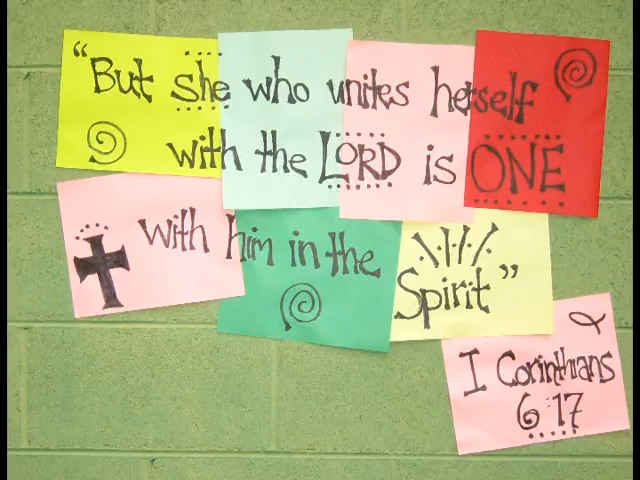 "But she who unites herself
with the LORD is ONE
with him in the
Spirit"
I Corinthians
6:17